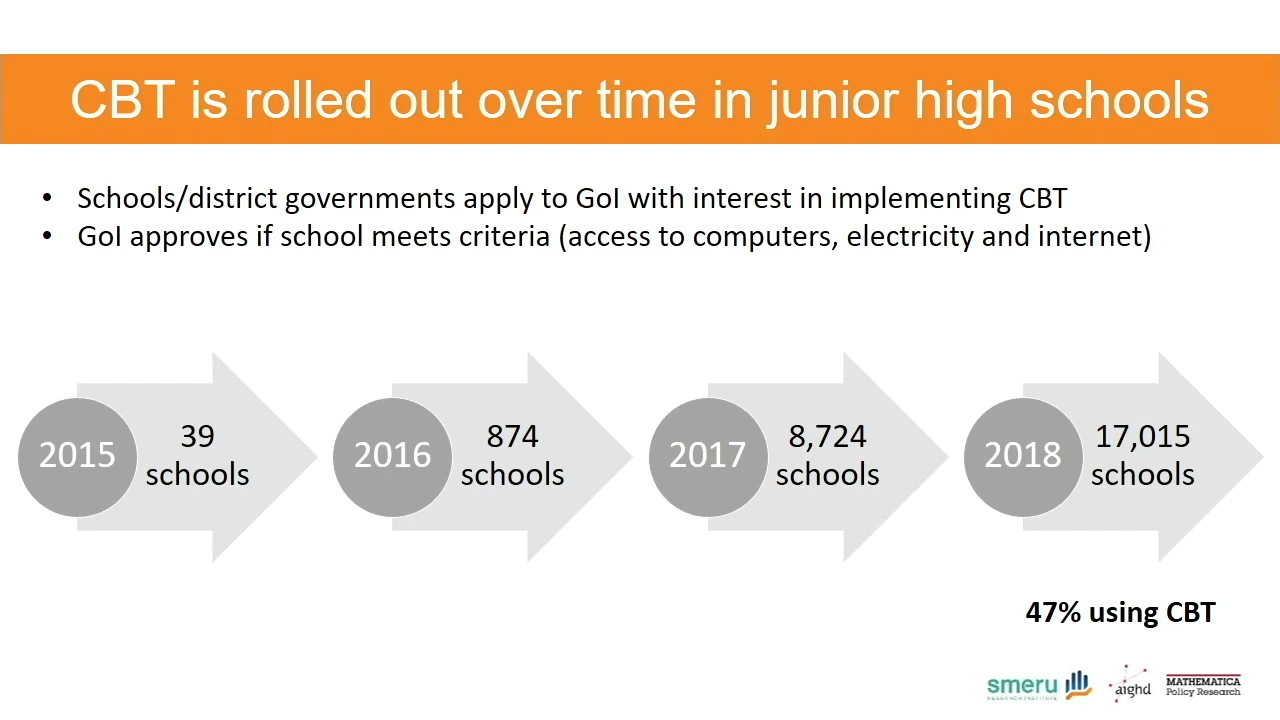 CBT is rolled out over time in junior high schools
• Schools/district governments apply to GoI with interest in implementing CBT
• GoI approves if school meets criteria (access to computers, electricity and internet)
2015
39
schools
2016
874
schools
2017
8,724
schools
2018
17,015
schools
47% using CBT
smeru
RESEARCH INSTITUTE
aighd
MATHEMATICA
Policy Research